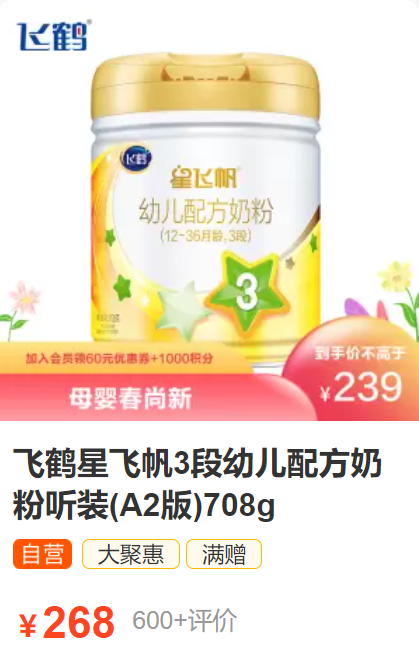 飞鹤
飞鹤
星飞帆
幼儿配方奶粉
(12-36月龄,3段)
3
加入会员领60元优惠券+1000积分
到手价不高于
¥239
母婴春尚新
飞鹤星飞帆3段幼儿配方奶
粉听装(A2版)708g
自营 大聚惠 满赠
¥268 600+评价